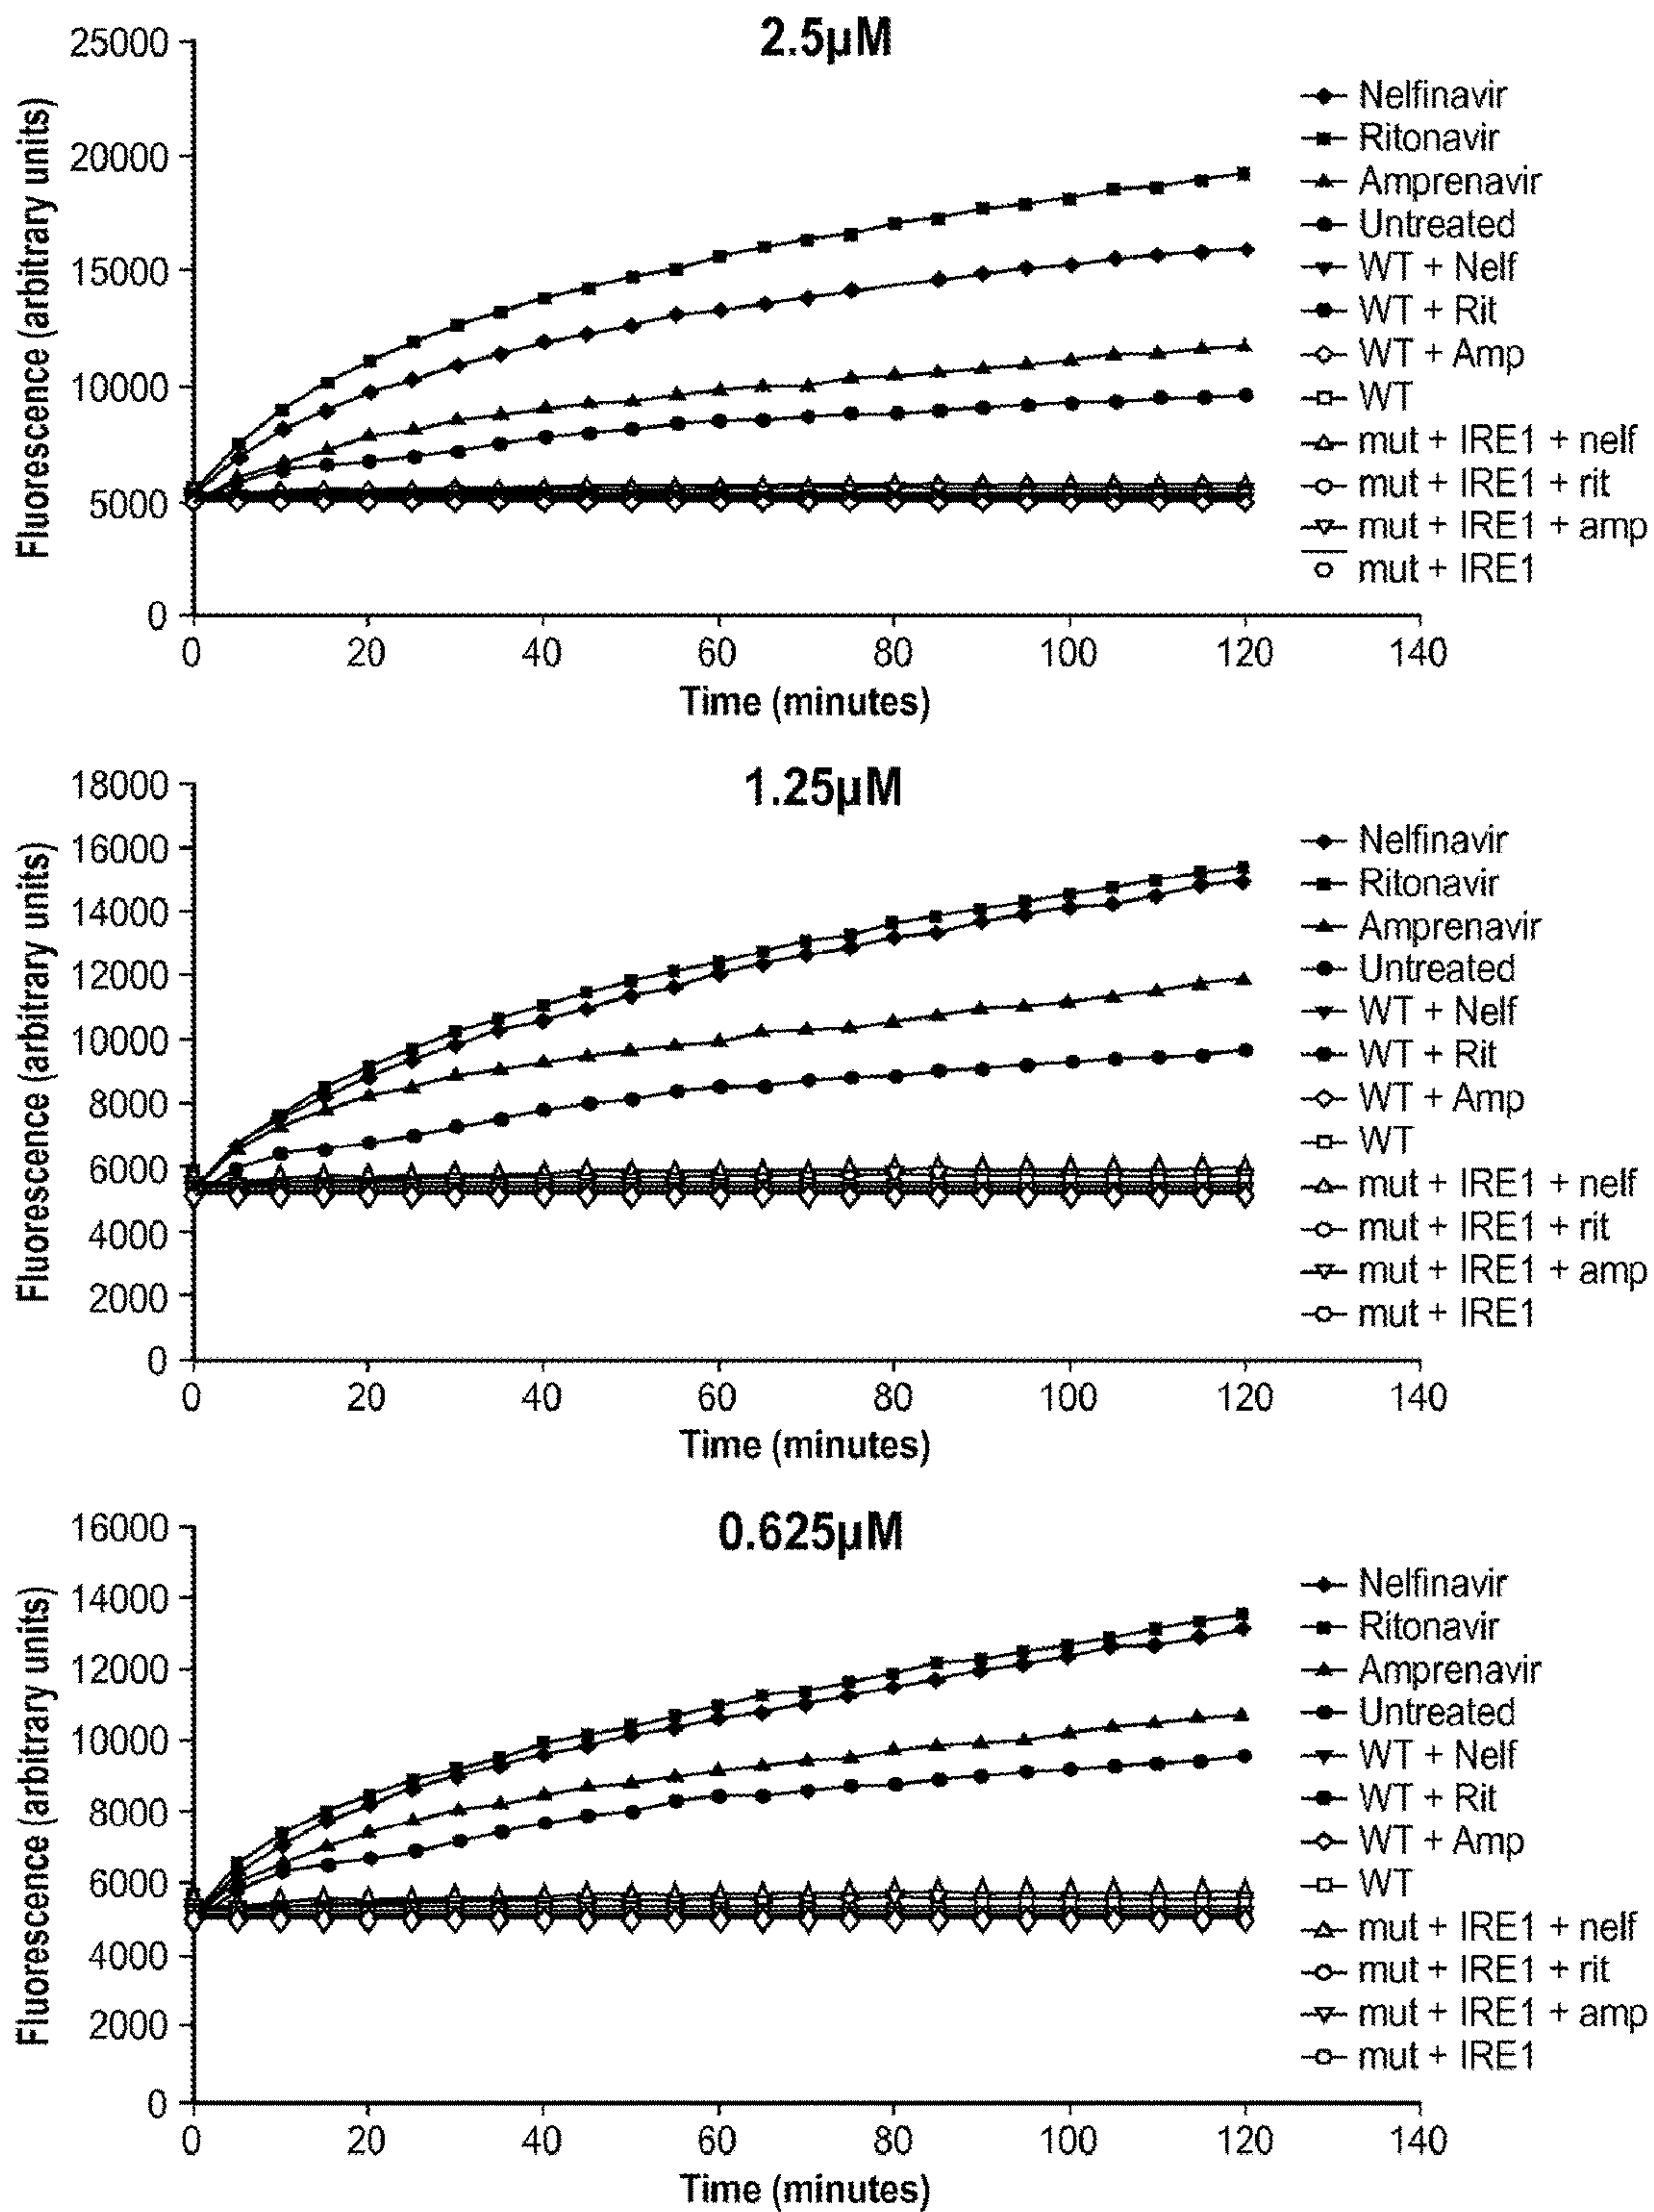 2.5µM
25000
20000
15000
10000
5000
0
Fluorescence (arbitrary units)
0 20 40 60 80 100 120 140
Time (minutes)
Nelfinavir
Ritonavir
Amprenavir
Untreated
WT + Nelf
WT + Rit
WT + Amp
WT
mut + IRE1 + nelf
mut + IRE1 + rit
mut + IRE1 + amp
mut + IRE1
1.25µM
18000
16000
14000
12000
10000
8000
6000
4000
2000
0
Fluorescence (arbitrary units)
0 20 40 60 80 100 120 140
Time (minutes)
Nelfinavir
Ritonavir
Amprenavir
Untreated
WT + Nelf
WT + Rit
WT + Amp
WT
mut + IRE1 + nelf
mut + IRE1 + rit
mut + IRE1 + amp
mut + IRE1
0.625µM
16000
14000
12000
10000
8000
6000
4000
2000
0
Fluorescence (arbitrary units)
0 20 40 60 80 100 120 140
Time (minutes)
Nelfinavir
Ritonavir
Amprenavir
Untreated
WT + Nelf
WT + Rit
WT + Amp
WT
mut + IRE1 + nelf
mut + IRE1 + rit
mut + IRE1 + amp
mut + IRE1